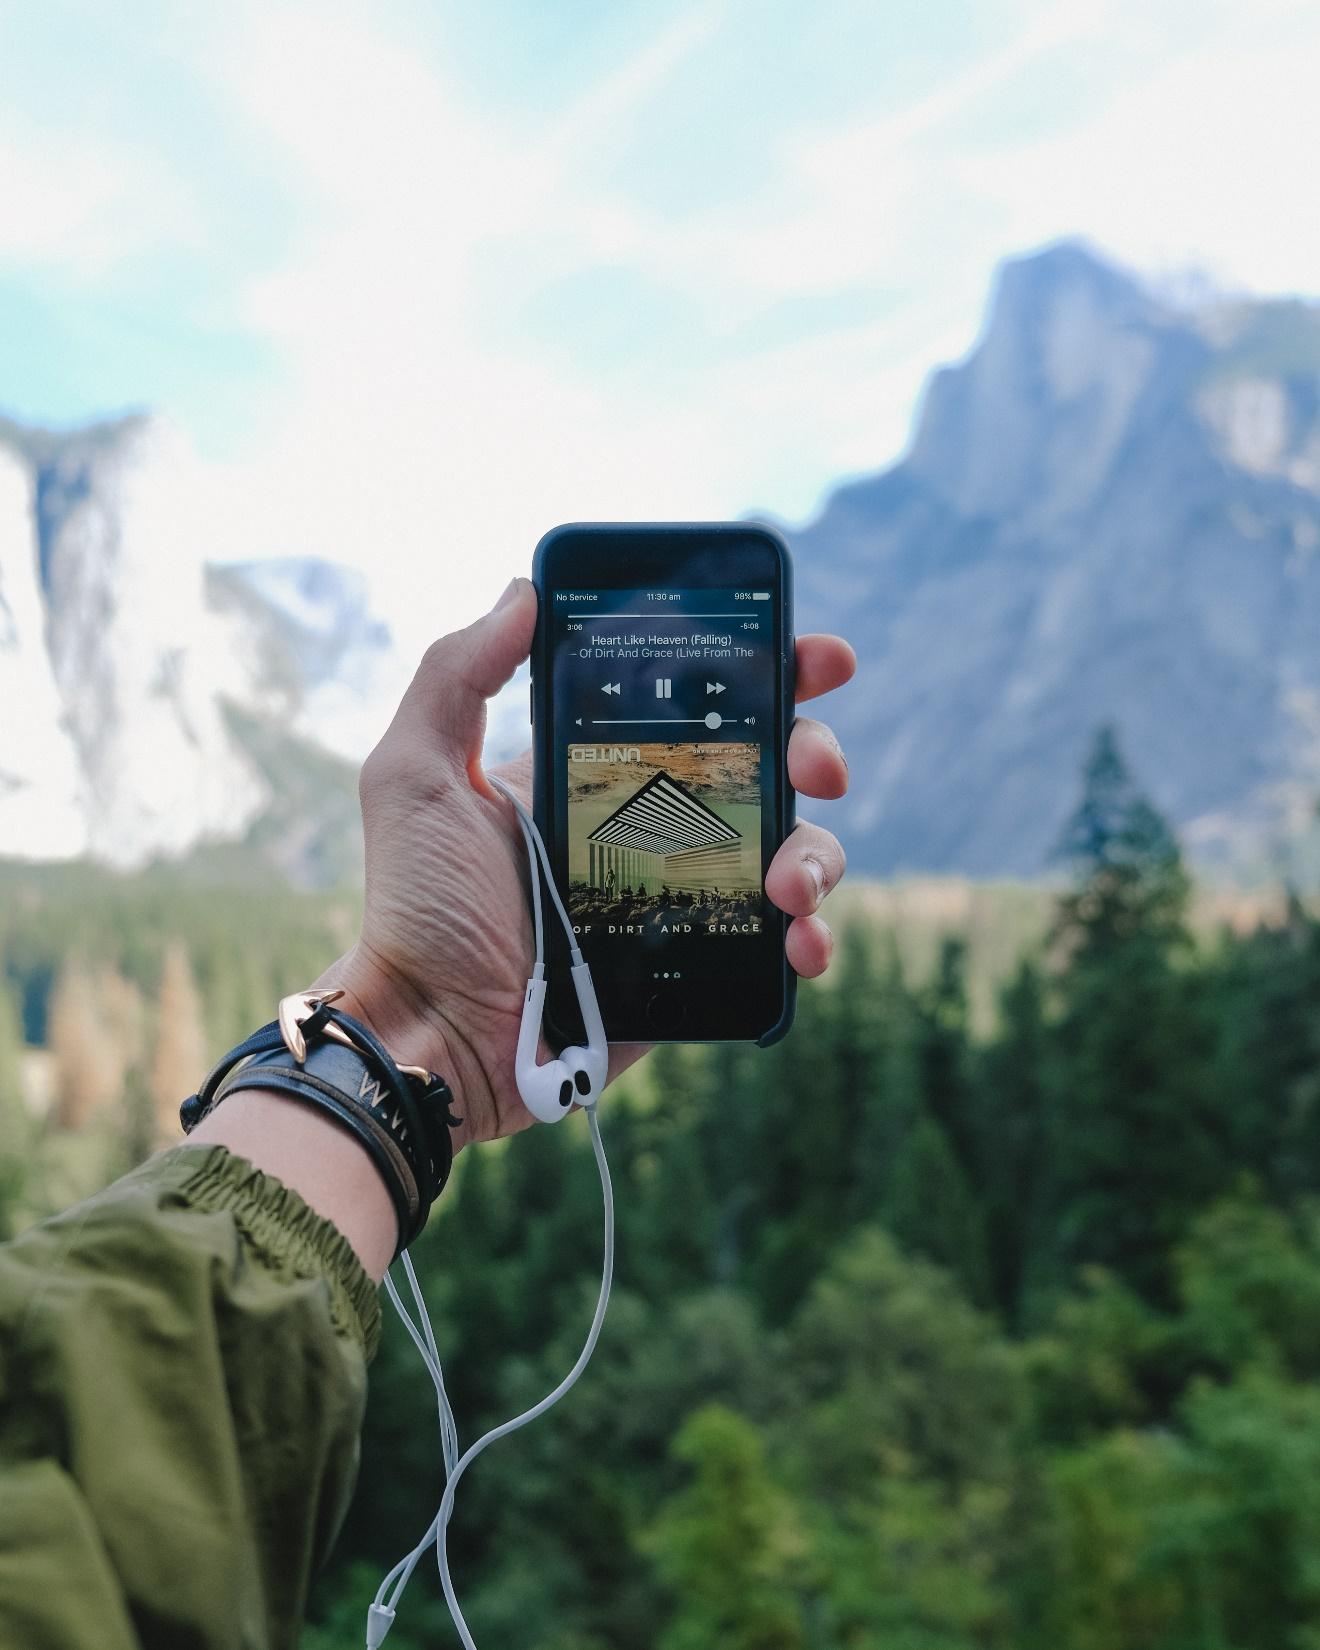 No Service 11:30 am 98%
3:06 -5:08
Heart Like Heaven (Falling)
– Of Dirt And Grace (Live From The
UNITED
OF DIRT AND GRACE